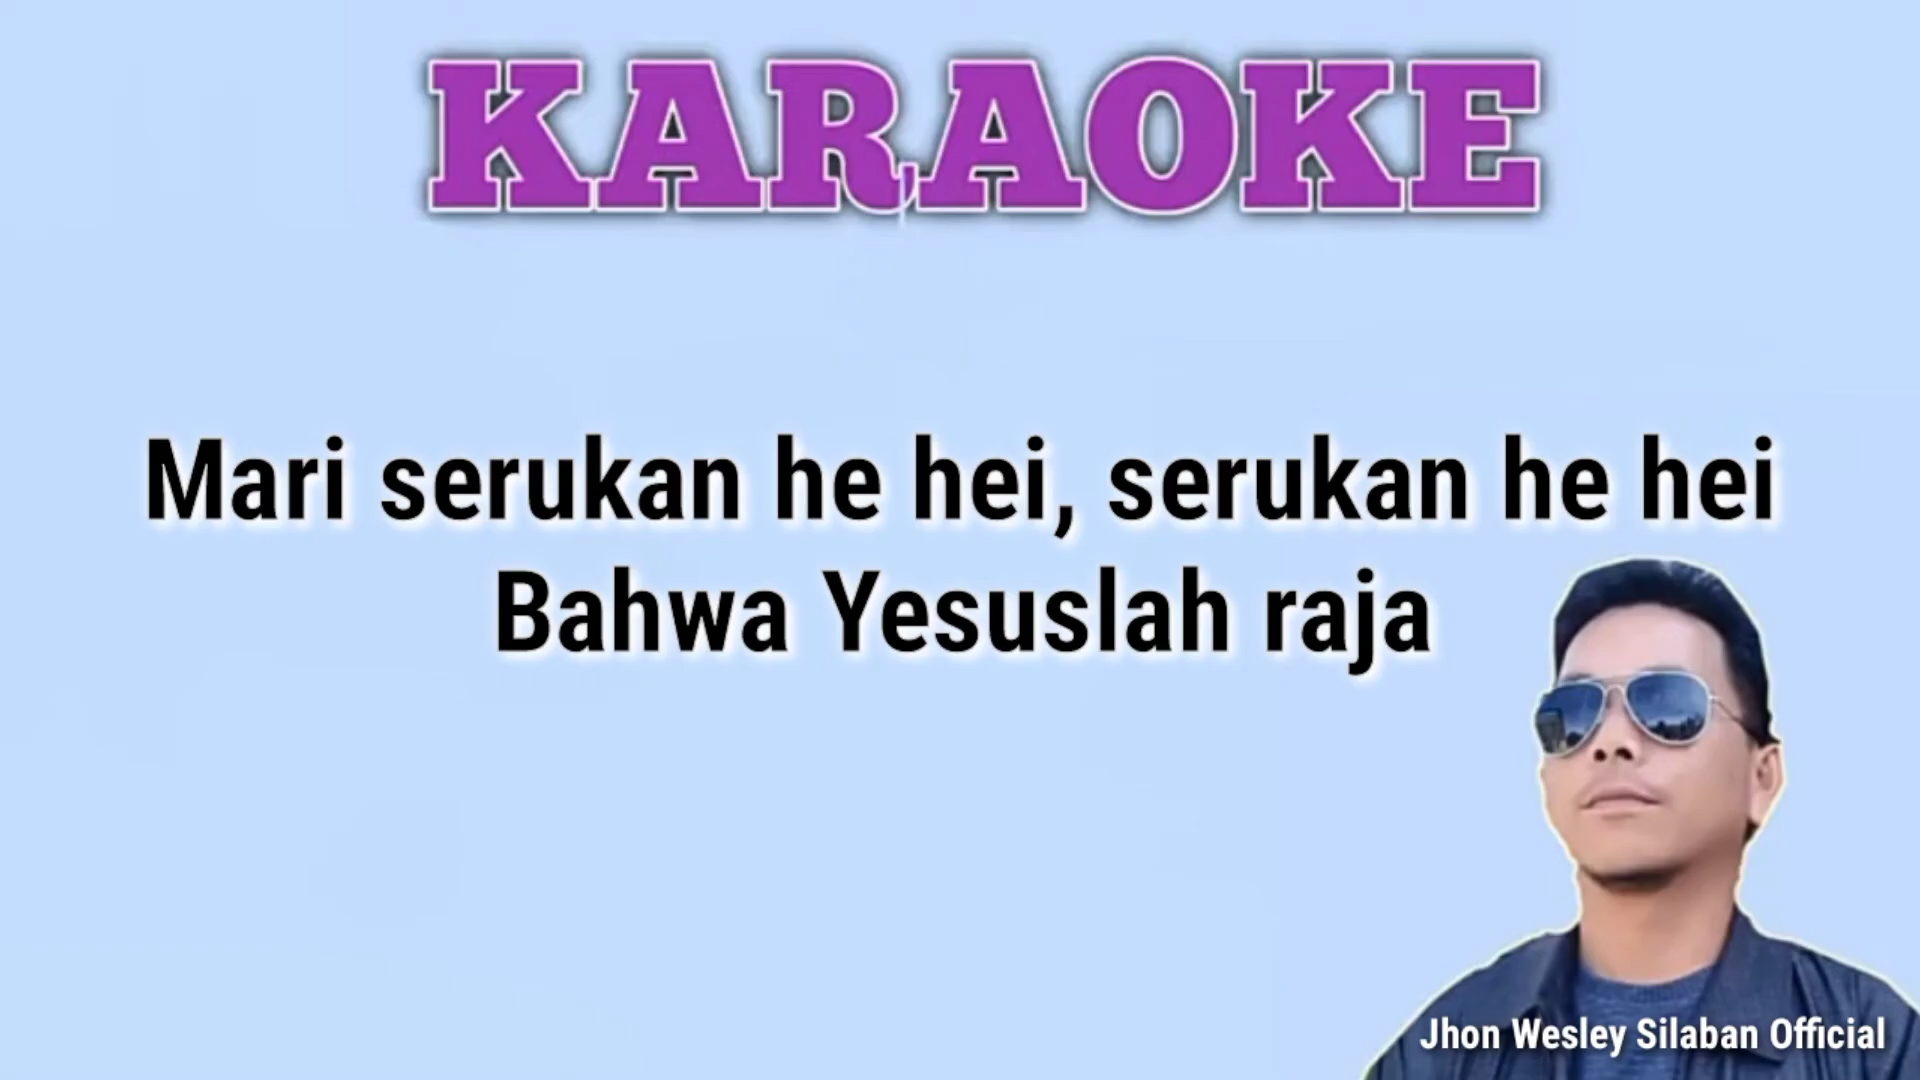 KARAOKE
Mari serukan he hei, serukan he hei
Bahwa Yesuslah raja
Jhon Wesley Silaban Official